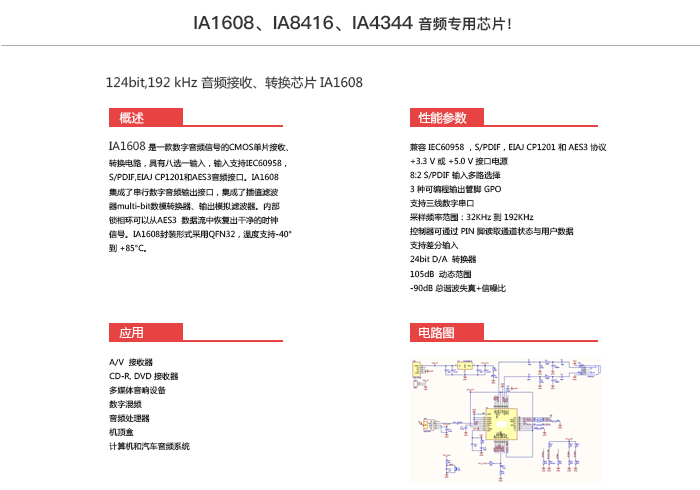 IA1608、IA8416、IA4344 音频专用芯片!
124bit,192 kHz 音频接收、转换芯片 IA1608
概述
IA1608 是一款数字音频信号的CMOS单片接收、
转换电路，具有八选一输入，输入支持IEC60958，
S/PDIF,EIAJ CP1201和AES3音频接口。IA1608
集成了串行数字音频输出接口，集成了插值滤波
器multi-bit数模转换器、输出模拟滤波器。内部
锁相环可以从AES3 数据流中恢复出干净的时钟
信号。IA1608封装形式采用QFN32，温度支持-40°
到 +85°C。
性能参数
兼容 IEC60958 ，S/PDIF，EIAJ CP1201 和 AES3 协议
+3.3 V 或 +5.0 V 接口电源
8:2 S/PDIF 输入多路选择
3 种可编程输出管脚 GPO
支持三线数字串口
采样频率范围：32KHz 到 192KHz
控制器可通过 PIN 脚读取通道状态与用户数据
支持差分输入
24bit D/A 转换器
105dB 动态范围
-90dB 总谐波失真+信噪比
应用
A/V 接收器
CD-R, DVD 接收器
多媒体音响设备
数字混频
音频处理器
机顶盒
计算机和汽车音频系统
电路图